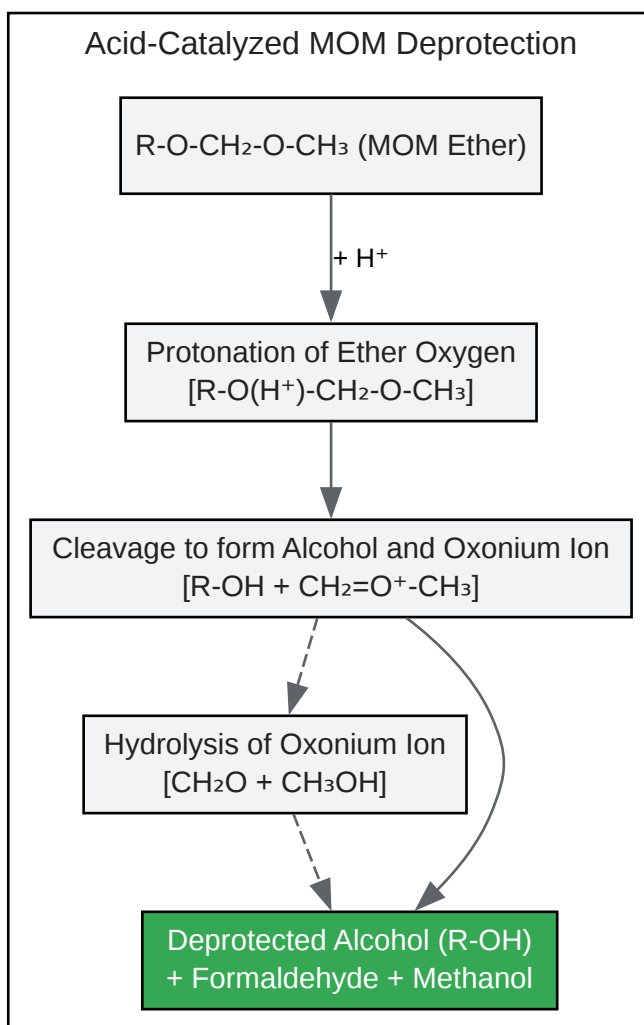 Acid-Catalyzed MOM Deprotection
R-O-CH₂-O-CH₃ (MOM Ether)
+ H⁺
Protonation of Ether Oxygen
[R-O(H⁺)-CH₂-O-CH₃]
Cleavage to form Alcohol and Oxonium Ion
[R-OH + CH₂=O⁺-CH₃]
Hydrolysis of Oxonium Ion
[CH₂O + CH₃OH]
Deprotected Alcohol (R-OH)
+ Formaldehyde + Methanol